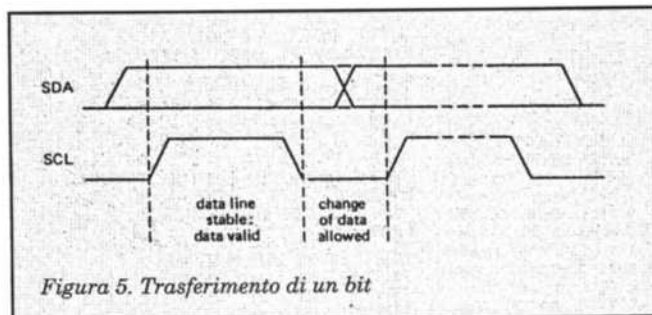 SDA
SCL
data line
stable:
data valid
change
of data
allowed
Figura 5. Trasferimento di un bit